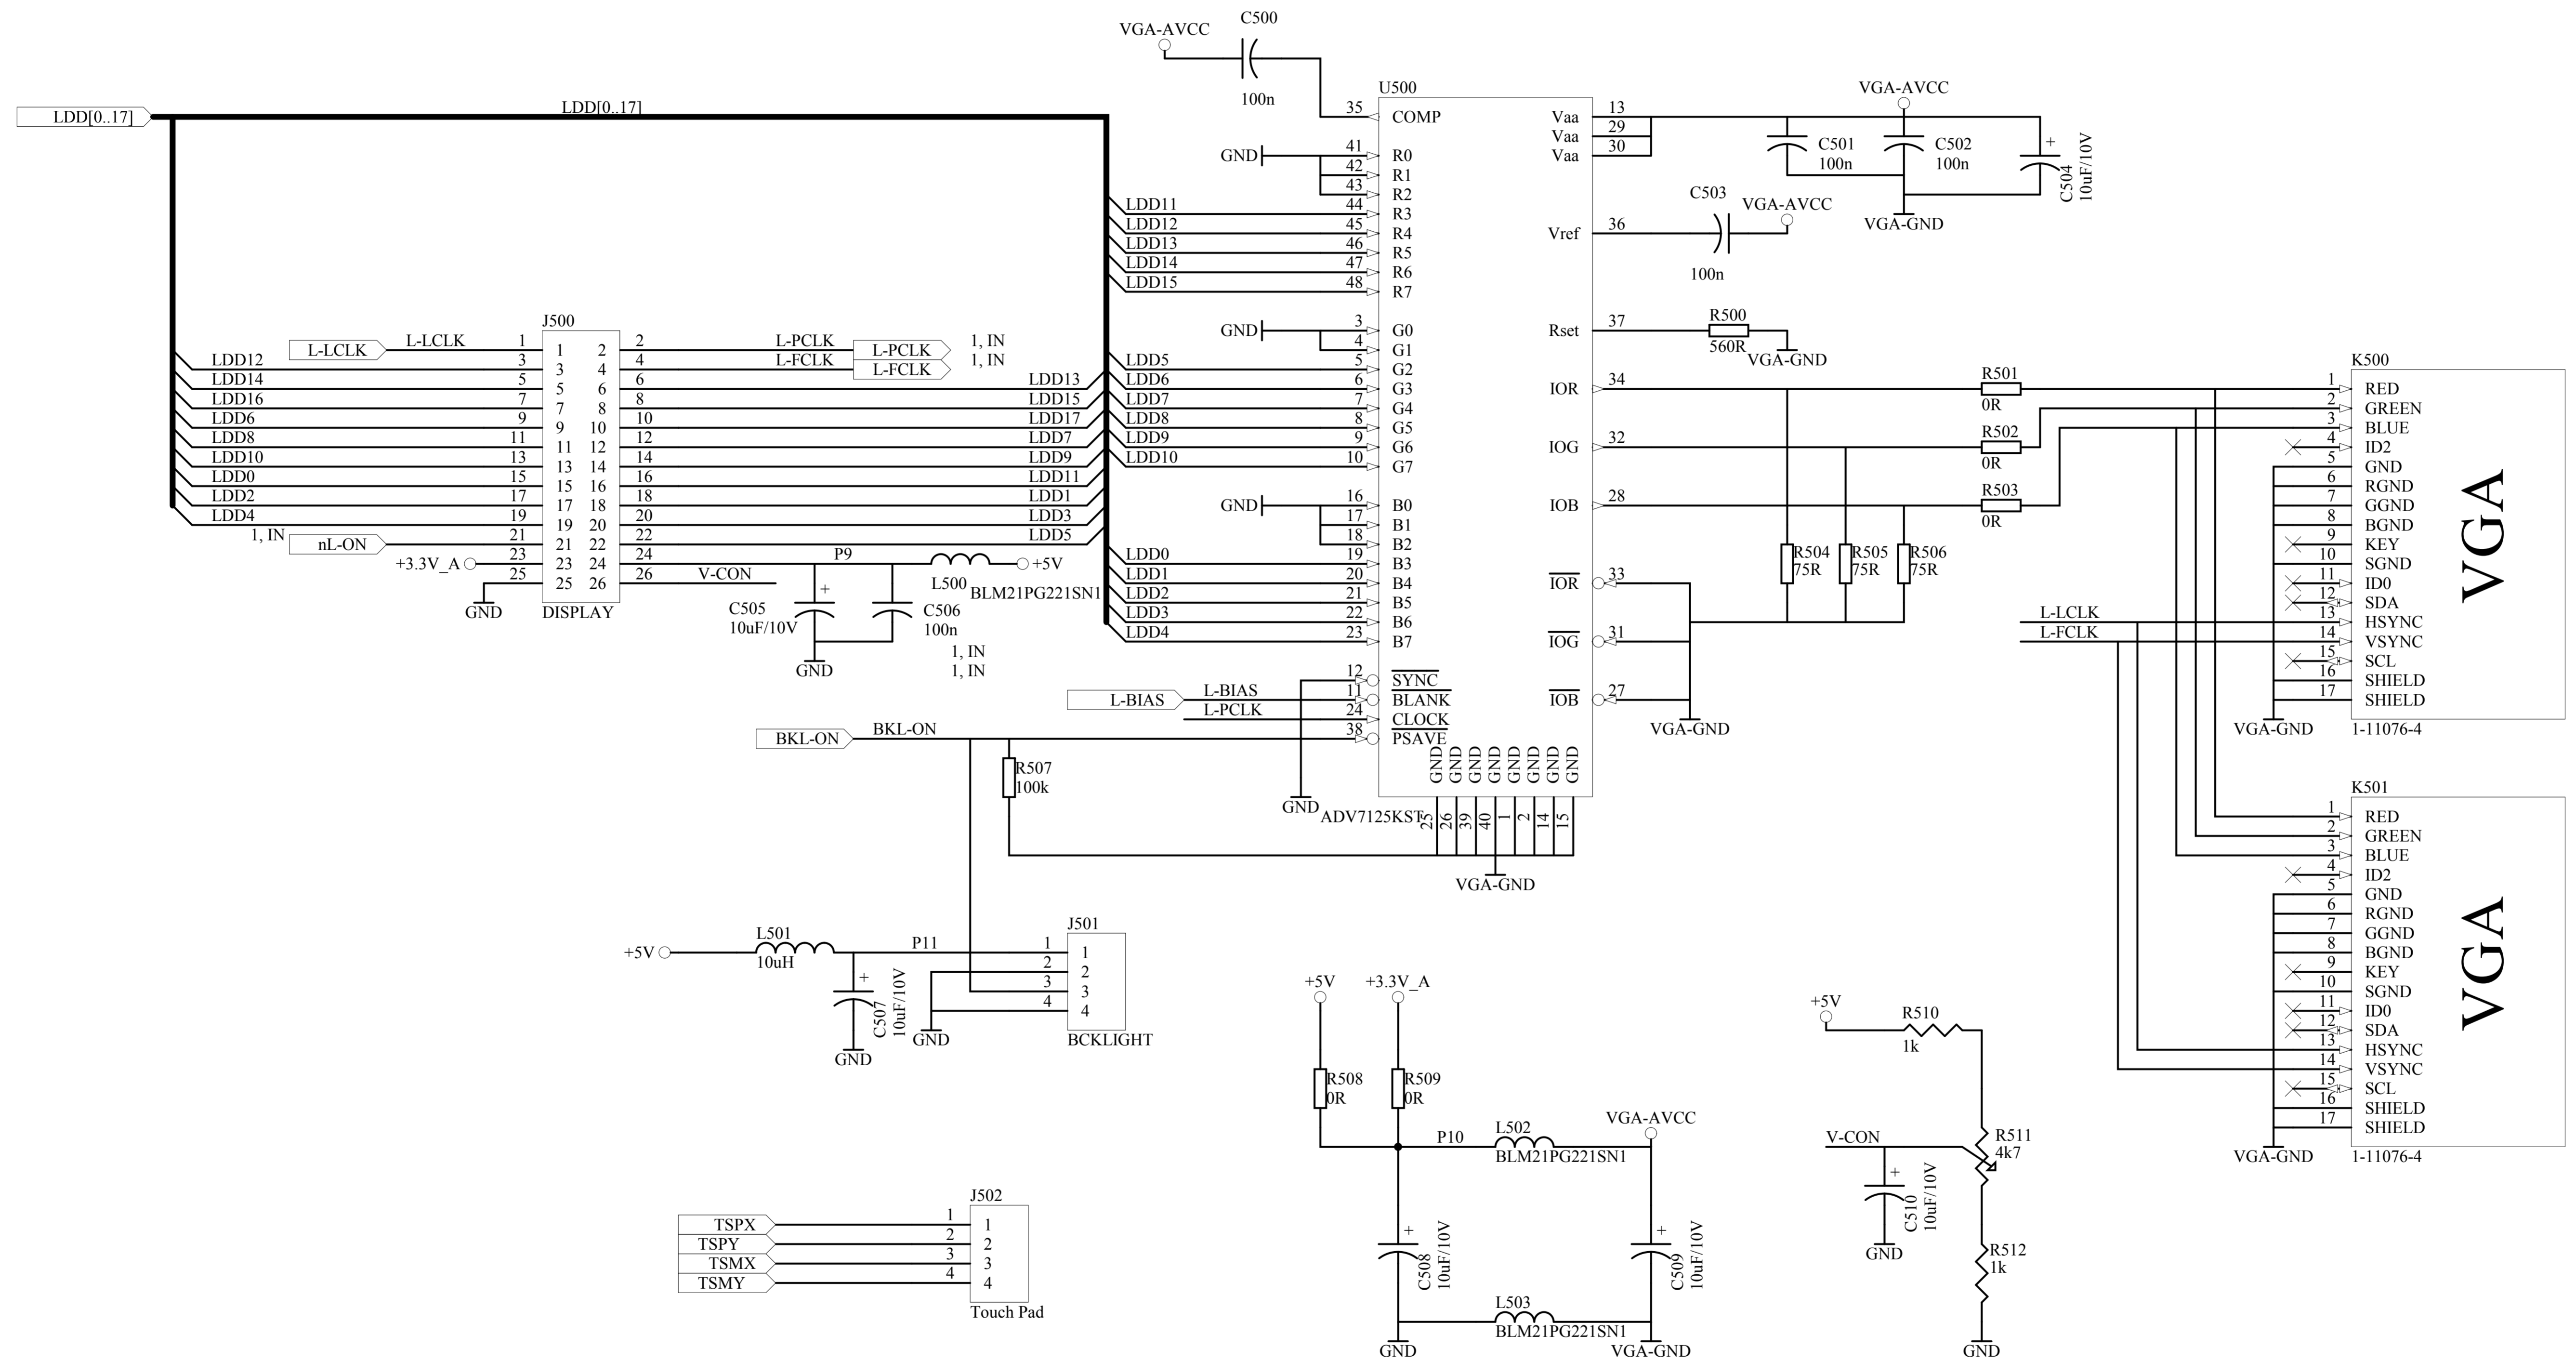 LDD[0..17]
LDD[0..17]
VGA-AVCC
C500
100n
U500
35 COMP
GND 41 R0
42 R1
43 R2
LDD11 44 R3
LDD12 45 R4
LDD13 46 R5
LDD14 47 R6
LDD15 48 R7
GND 3 G0
4 G1
LDD5 5 G2
LDD6 6 G3
LDD7 7 G4
LDD8 8 G5
LDD9 9 G6
LDD10 10 G7
GND 16 B0
17 B1
18 B2
LDD0 19 B3
LDD1 20 B4
LDD2 21 B5
LDD3 22 B6
LDD4 23 B7
12 SYNC
L-BIAS L-BIAS 11 BLANK
L-PCLK 24 CLOCK
BKL-ON BKL-ON 38 PSAVE
R507
100k
GND
ADV7125KST
GND GND GND GND GND GND GND GND
25 26 39 40 1 2 14 15
VGA-GND
Vaa 13
Vaa 29
Vaa 30
VGA-AVCC
C501
100n
C502
100n
C504
10uF/10V
VGA-GND
Vref 36
C503
100n
VGA-AVCC
Rset 37
R500
560R
VGA-GND
IOR 34
IOG 32
IOB 28
IOR 33
IOG 31
IOB 27
VGA-GND
R501
0R
R502
0R
R503
0R
R504
75R
R505
75R
R506
75R
J500
L-LCLK L-LCLK 1 1 2 2 L-PCLK L-PCLK 1, IN
LDD12 3 3 4 4 L-FCLK L-FCLK 1, IN
LDD14 5 5 6 6 LDD13
LDD16 7 7 8 8 LDD15
LDD6 9 9 10 10 LDD17
LDD8 11 11 12 12 LDD7
LDD10 13 13 14 14 LDD9
LDD0 15 15 16 16 LDD11
LDD2 17 17 18 18 LDD1
LDD4 19 19 20 20 LDD3
1, IN nL-ON 21 21 22 22 LDD5
+3.3V_A 23 23 24 24 P9
GND 25 25 26 26 V-CON
DISPLAY
L500
BLM21PG221SN1
+5V
C505
10uF/10V
C506
100n
GND
1, IN
1, IN
K500
1 RED
2 GREEN
3 BLUE
4 ID2
5 GND
6 RGND
7 GGND
8 BGND
9 KEY
10 SGND
11 ID0
12 SDA
L-LCLK 13 HSYNC
L-FCLK 14 VSYNC
15 SCL
16 SHIELD
17 SHIELD
VGA
VGA-GND
1-11076-4
K501
1 RED
2 GREEN
3 BLUE
4 ID2
5 GND
6 RGND
7 GGND
8 BGND
9 KEY
10 SGND
11 ID0
12 SDA
13 HSYNC
14 VSYNC
15 SCL
16 SHIELD
17 SHIELD
VGA
VGA-GND
1-11076-4
+5V
L501
10uH
P11
C507
10uF/10V
GND
GND
J501
1 1
2 2
3 3
4 4
BCKLIGHT
J502
TSPX 1 1
TSPY 2 2
TSMX 3 3
TSMY 4 4
Touch Pad
+5V
+3.3V_A
R508
0R
R509
0R
P10
L502
BLM21PG221SN1
VGA-AVCC
C508
10uF/10V
C509
10uF/10V
L503
BLM21PG221SN1
GND
VGA-GND
+5V
R510
1k
V-CON
R511
4k7
C510
10uF/10V
GND
R512
1k
GND